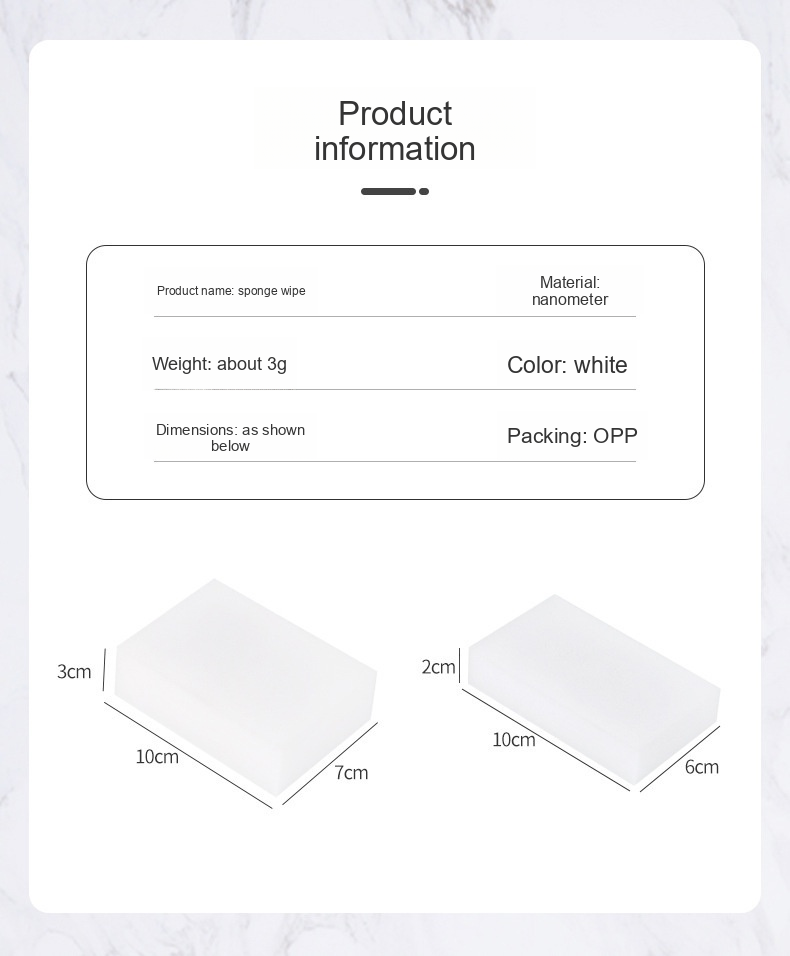 Product
information
Product name: sponge wipe
Material:
nanometer
Weight: about 3g
Color: white
Dimensions: as shown
below
Packing: OPP
3cm
10cm
7cm
2cm
10cm
6cm